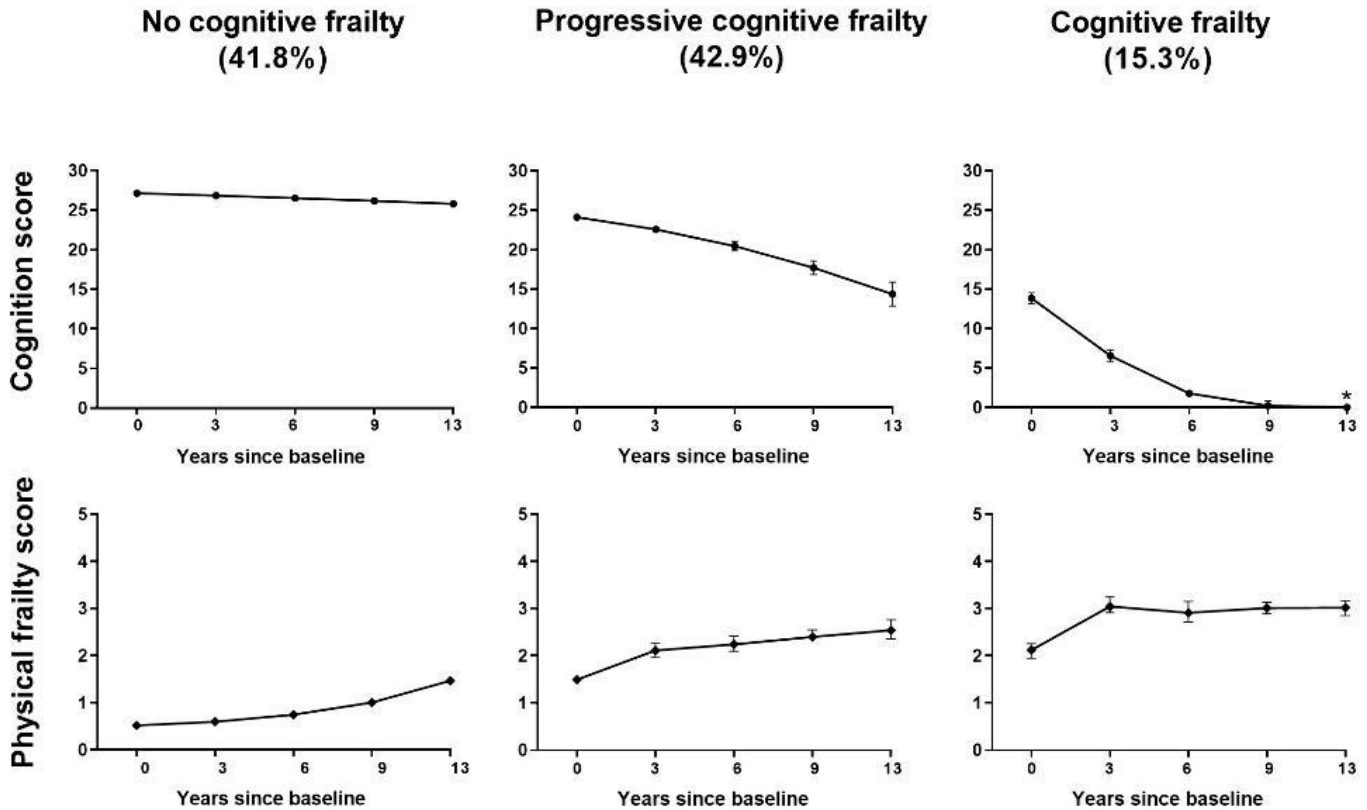 No cognitive frailty
(41.8%)
Progressive cognitive frailty
(42.9%)
Cognitive frailty
(15.3%)
Cognition score
30
25
20
15
10
5
0
0 3 6 9 13
Years since baseline
30
25
20
15
10
5
0
0 3 6 9 13
Years since baseline
30
25
20
15
10
5
0
*
0 3 6 9 13
Years since baseline
Physical frailty score
5
4
3
2
1
0
0 3 6 9 13
Years since baseline
5
4
3
2
1
0
0 3 6 9 13
Years since baseline
5
4
3
2
1
0
0 3 6 9 13
Years since baseline